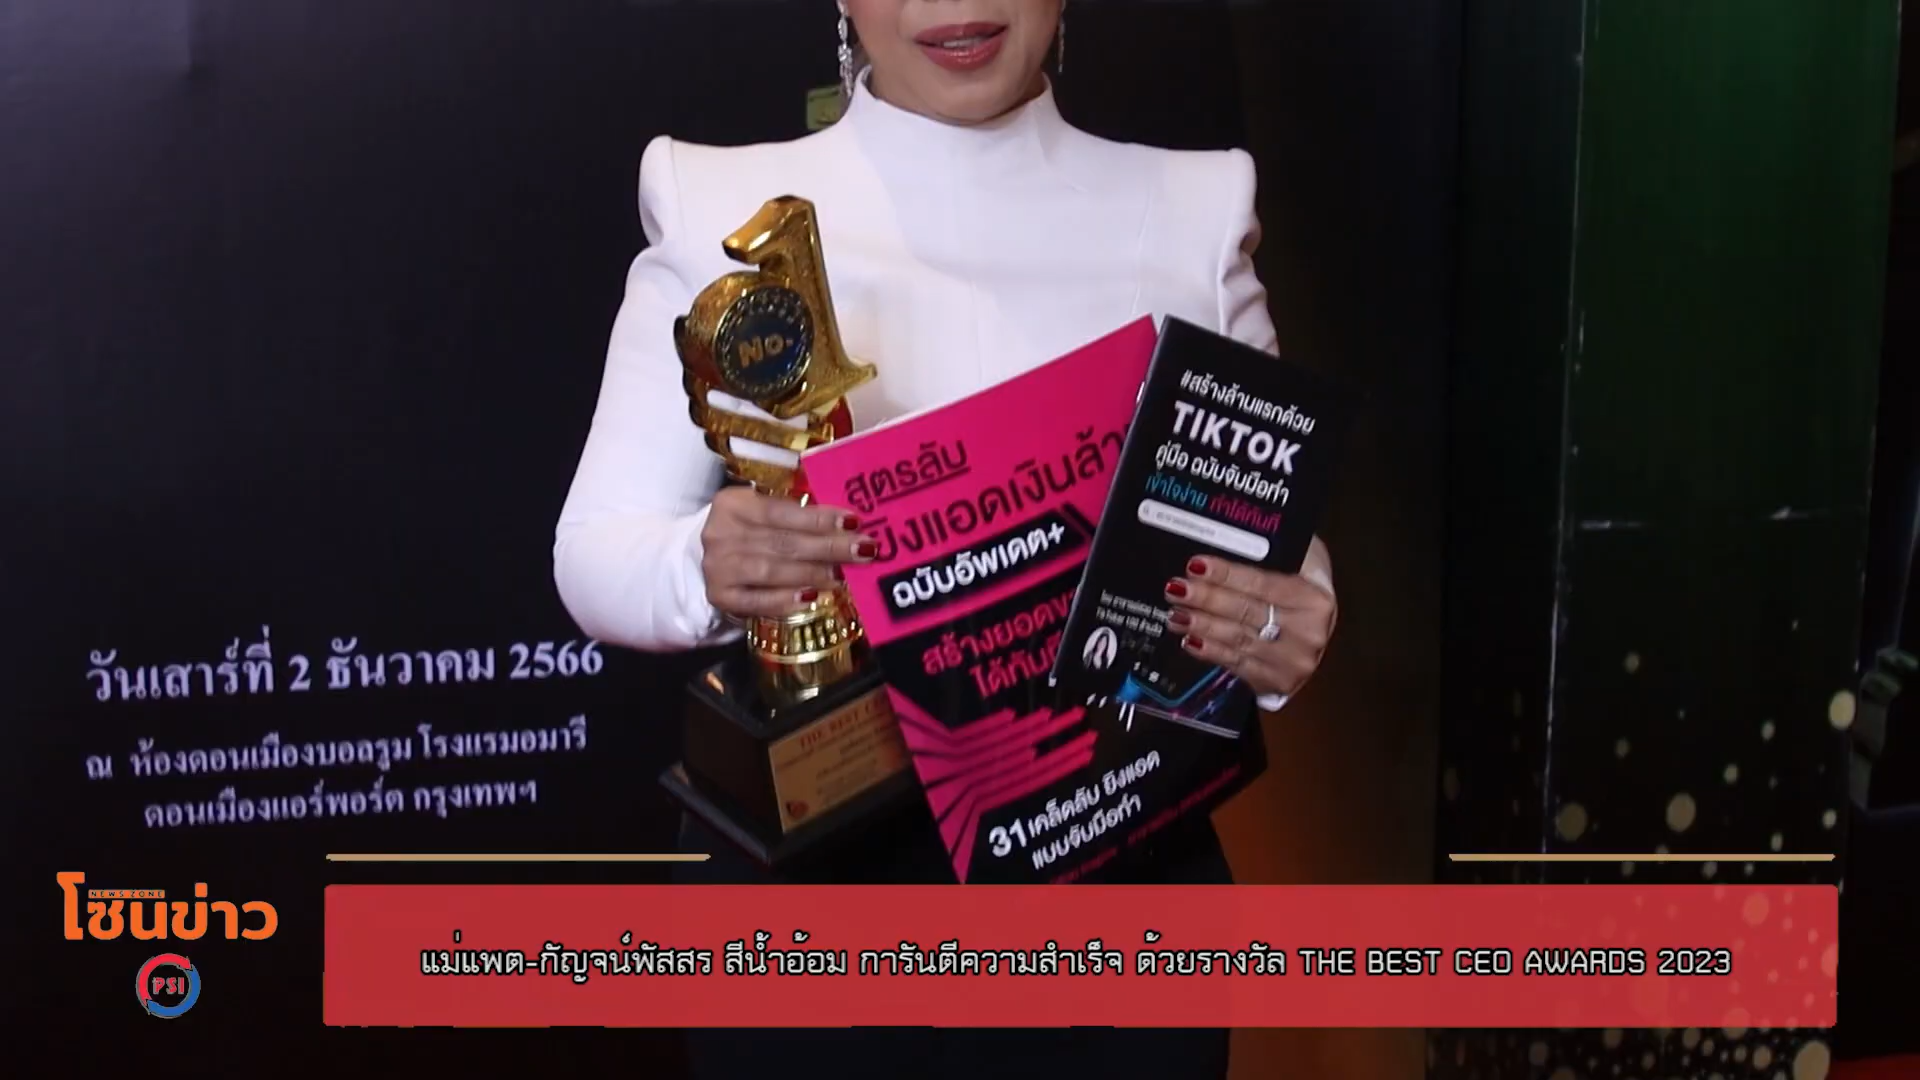 No. 1
สูตรลับ
ยิงแอดเงินล้าน
ฉบับอัพเดต+
สร้างยอดขาย
ได้ทันที
31 เคล็ดลับ ยิงแอด
แบบจับมือทำ
#สร้างล้านแรกด้วย
TIKTOK
คู่มือ ฉบับจับมือทำ
เข้าใจง่าย ทำได้ทันที
THE BEST CEO
วันเสาร์ที่ 2 ธันวาคม 2566
ณ ห้องดอนเมืองบอลรูม โรงแรมอมารี
ดอนเมืองแอร์พอร์ต กรุงเทพฯ
โซนข่าว
NEWS ZONE
PSI
แม่แพต-กัญจน์พัสสร สีน้ำอ้อม การันตีความสำเร็จ ด้วยรางวัล THE BEST CEO AWARDS 2023